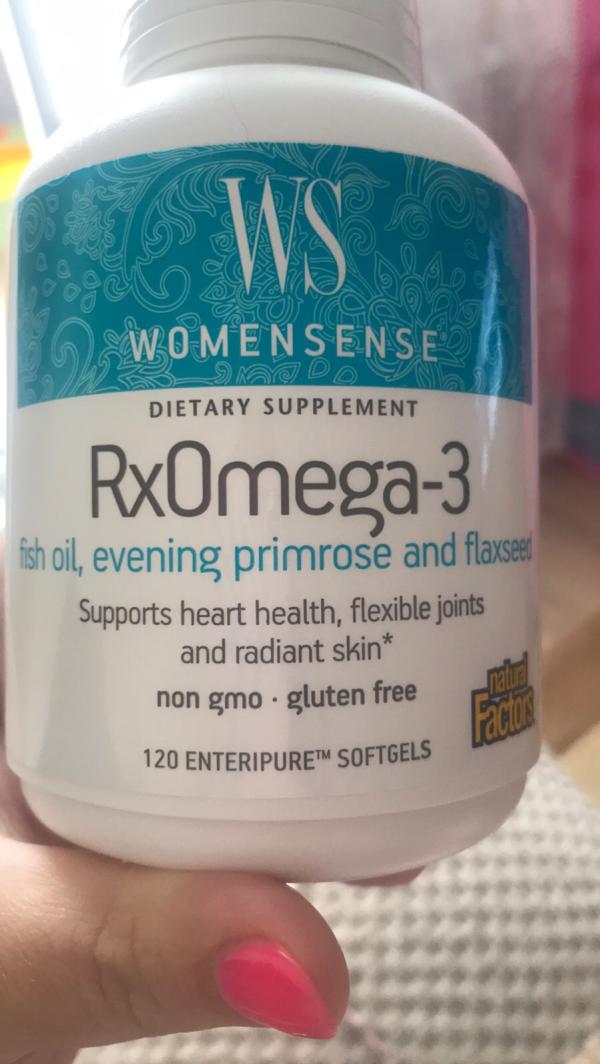 WS
WOMENSENSE®
DIETARY SUPPLEMENT
RxOmega-3
fish oil, evening primrose and flaxseed
Supports heart health, flexible joints
and radiant skin*
non gmo · gluten free
natural
Factors
120 ENTERIPURE™ SOFTGELS